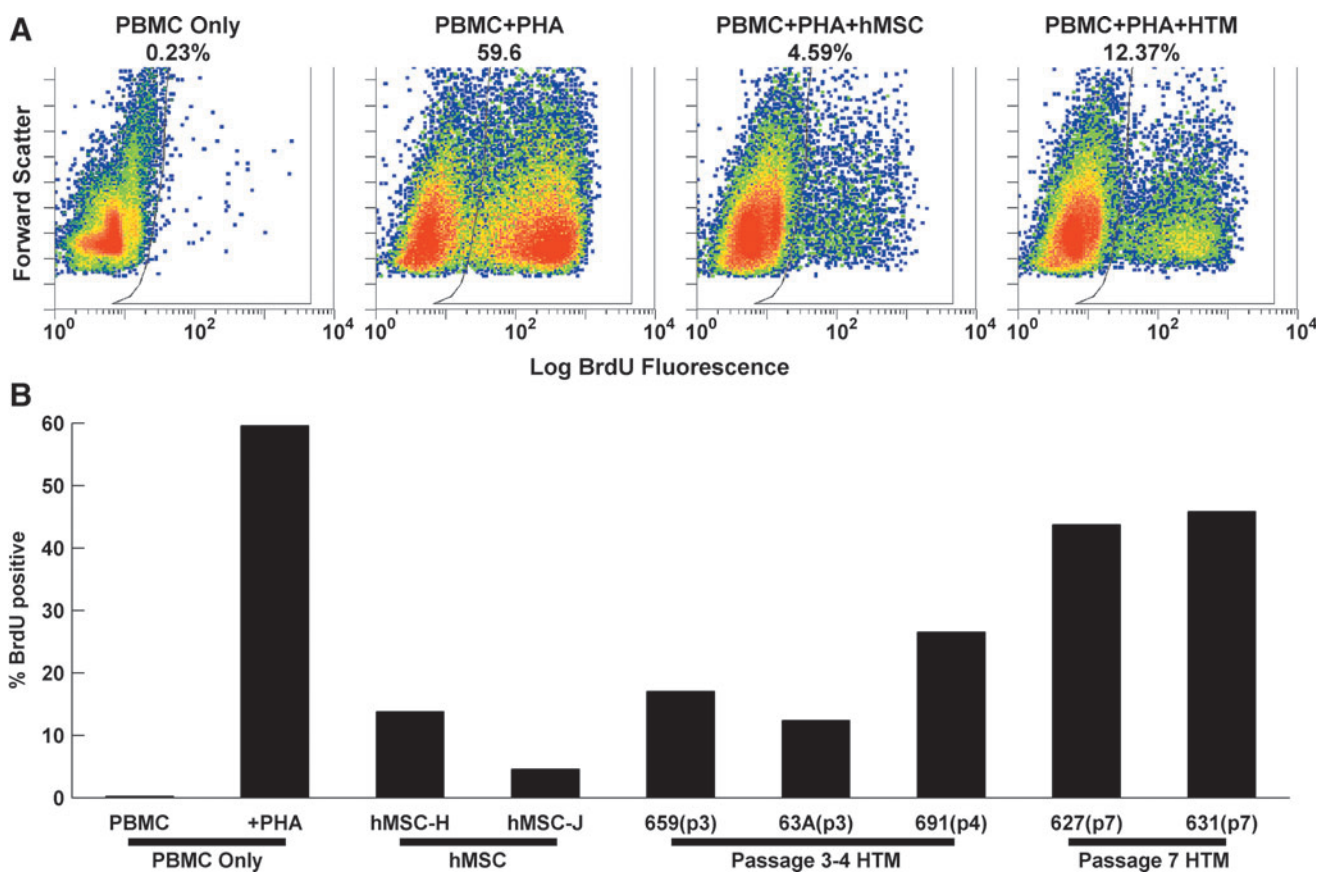 A
PBMC Only
0.23%
PBMC+PHA
59.6
PBMC+PHA+hMSC
4.59%
PBMC+PHA+HTM
12.37%
Forward Scatter
10^0 10^2 10^4
10^0 10^2 10^4
10^0 10^2 10^4
10^0 10^2 10^4
Log BrdU Fluorescence
B
% BrdU positive
60
50
40
30
20
10
0
PBMC +PHA hMSC-H hMSC-J 659(p3) 63A(p3) 691(p4) 627(p7) 631(p7)
PBMC Only hMSC Passage 3-4 HTM Passage 7 HTM